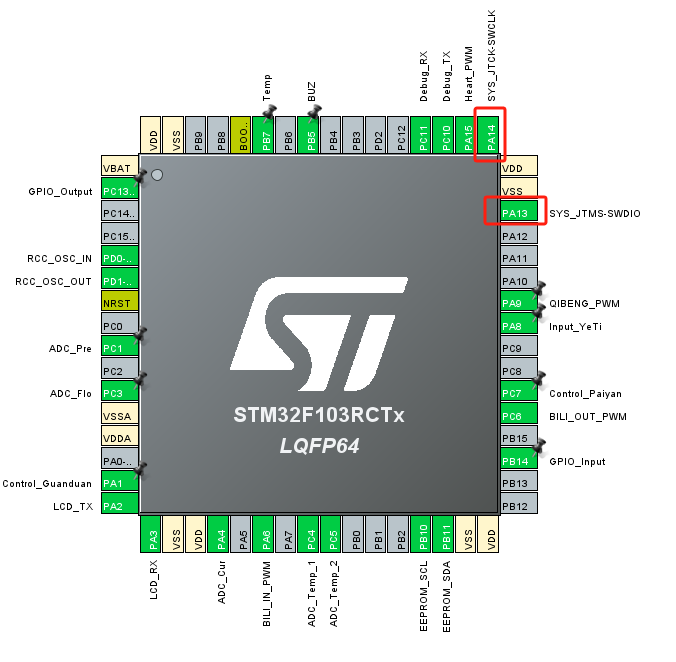 Temp
BUZ
Debug_RX
Debug_TX
Heart_PWM
SYS_JTCK-SWCLK
VDD
VSS
PB9
PB8
BOO..
PB7
PB6
PB5
PB4
PB3
PD2
PC12
PC11
PC10
PA15
PA14
VBAT
GPIO_Output PC13..
PC14..
PC15..
RCC_OSC_IN PD0-..
RCC_OSC_OUT PD1-..
NRST
PC0
ADC_Pre PC1
PC2
ADC_Flo PC3
VSSA
VDDA
PA0-..
Control_Guanduan PA1
LCD_TX PA2
STM32F103RCTx
LQFP64
VDD
VSS
PA13 SYS_JTMS-SWDIO
PA12
PA11
PA10
PA9 QIBENG_PWM
PA8 Input_YeTi
PC9
PC8
PC7 Control_Paiyan
PC6 BILI_OUT_PWM
PB15
PB14 GPIO_Input
PB13
PB12
PA3
VSS
VDD
PA4
PA5
PA6
PA7
PC4
PC5
PB0
PB1
PB2
PB10
PB11
VSS
VDD
LCD_RX
ADC_Cur
BILI_IN_PWM
ADC_Temp_1
ADC_Temp_2
EEPROM_SCL
EEPROM_SDA